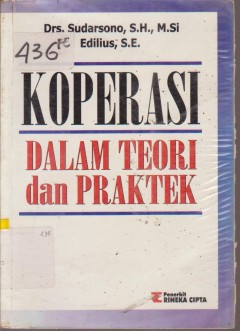 Drs. Sudarsono, S.H., M.Si
Edilius, S.E.
436
KOPERASI
DALAM TEORI
dan PRAKTEK
Penerbit
RINEKA CIPTA